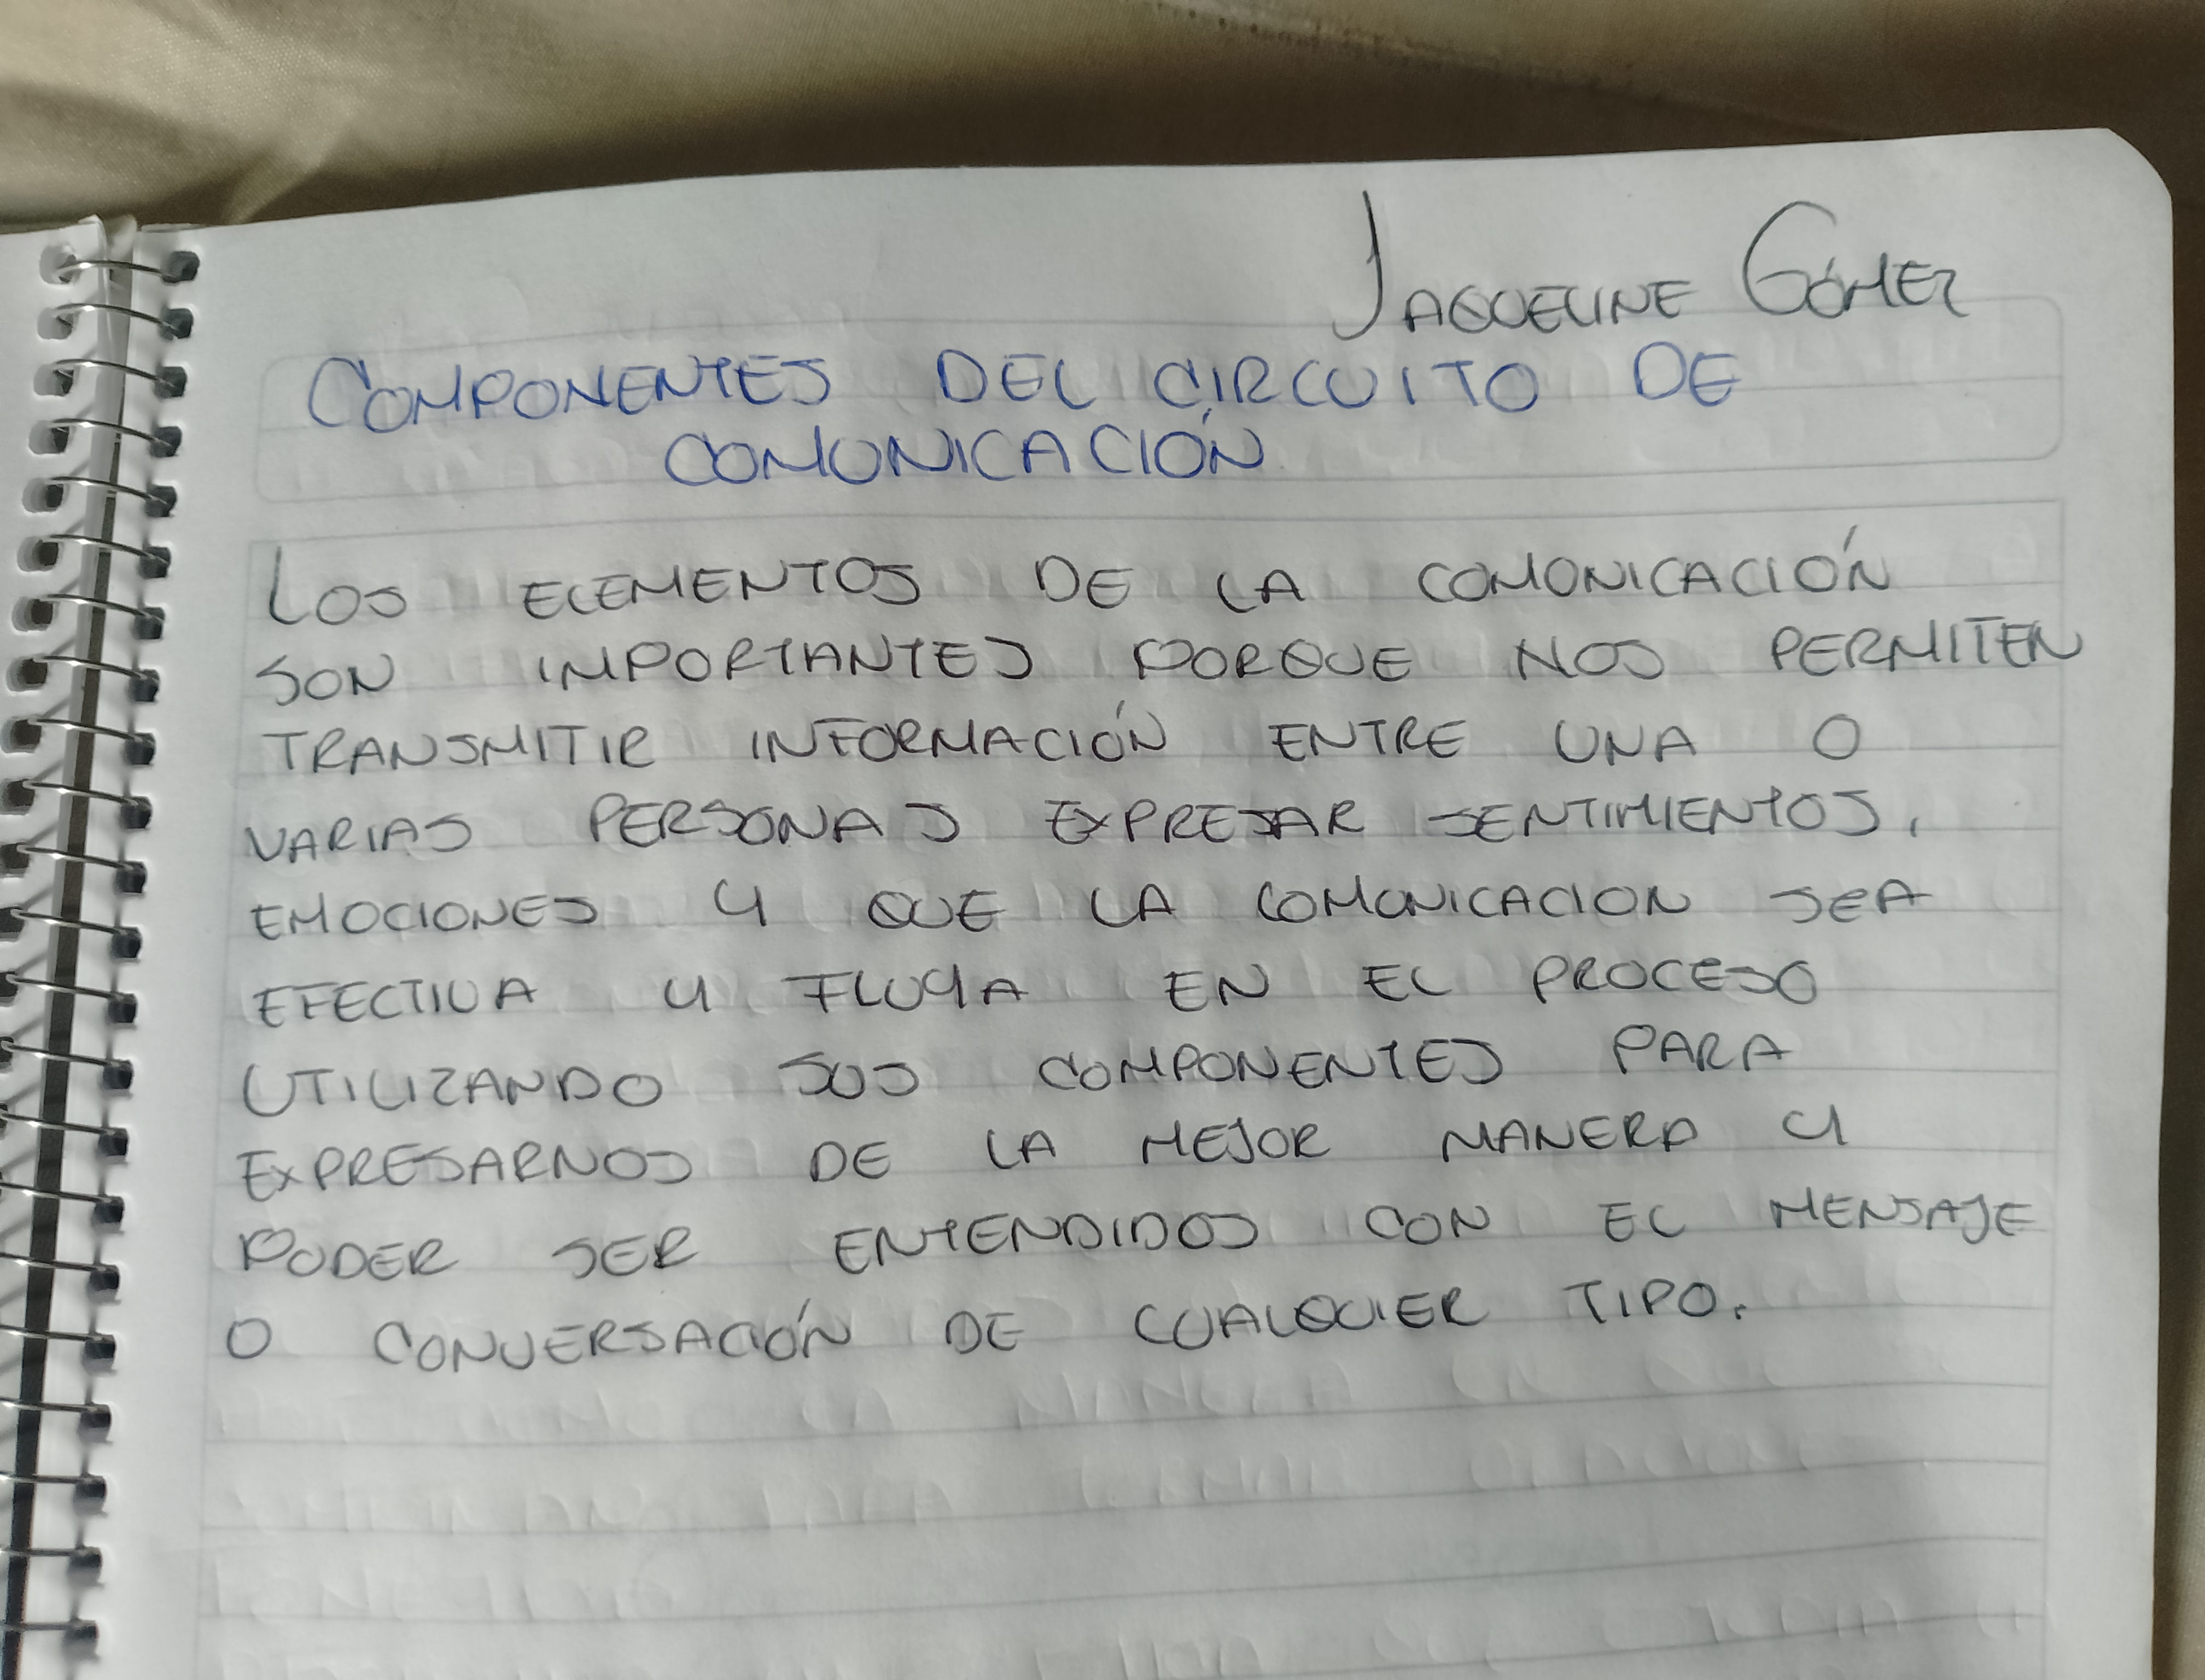 JAQUELINE GÓMEZ
COMPONENTES DEL CIRCUITO DE
COMUNICACIÓN
LOS ELEMENTOS DE LA COMUNICACIÓN
SON IMPORTANTES PORQUE NOS PERMITEN
TRANSMITIR INFORMACIÓN ENTRE UNA O
VARIAS PERSONAS EXPRESAR SENTIMIENTOS,
EMOCIONES Y QUE LA COMUNICACION SEA
EFECTIVA Y FLUYA EN EL PROCESO
UTILIZANDO SUS COMPONENTES PARA
EXPRESARNOS DE LA MEJOR MANERA Y
PODER SER ENTENDIDOS CON EL MENSAJE
O CONVERSACIÓN DE CUALQUIER TIPO.